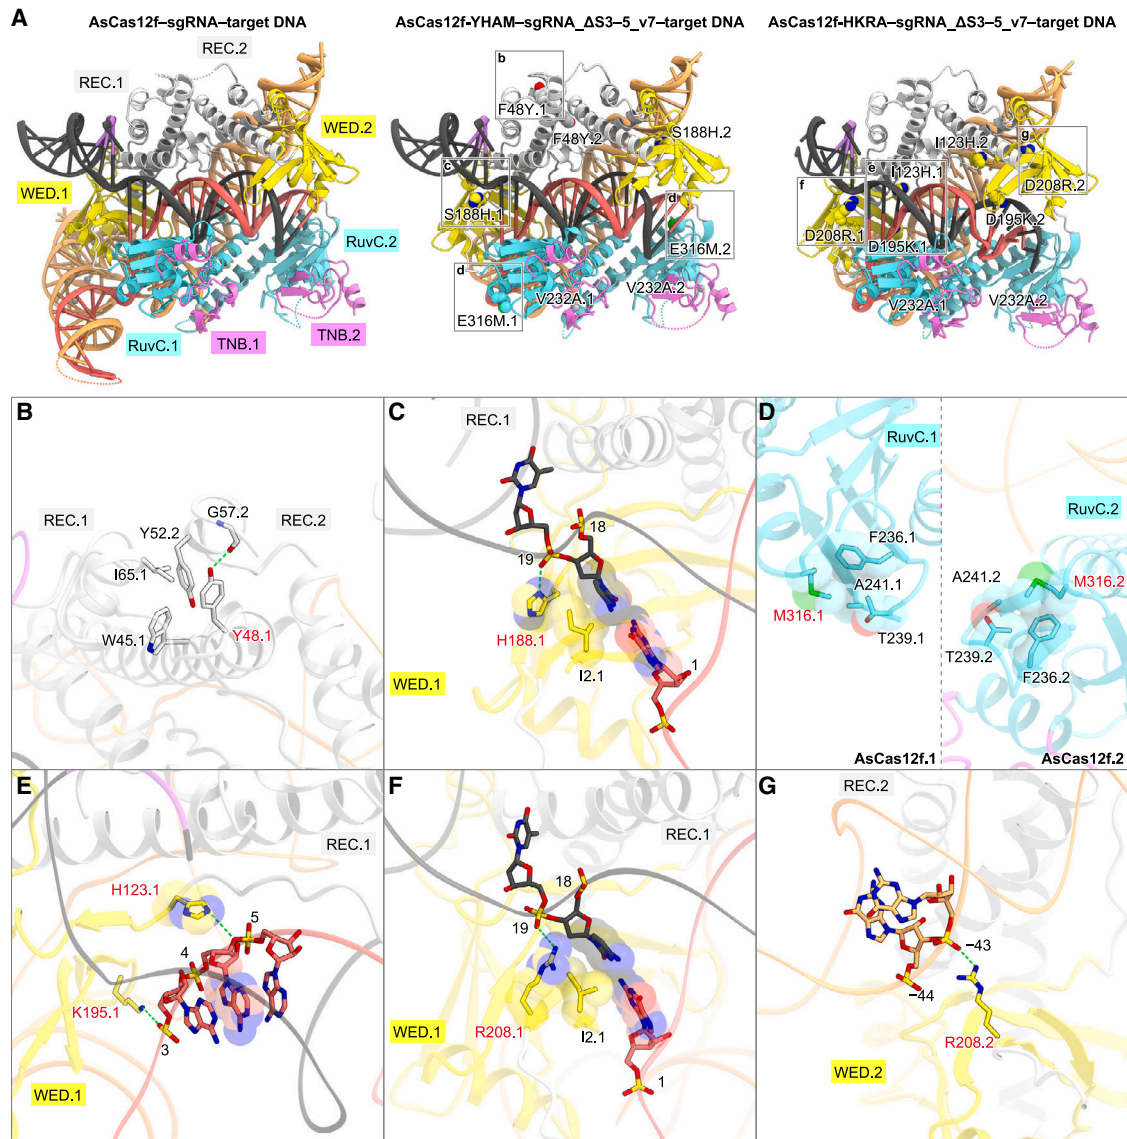 A
AsCas12f–sgRNA–target DNA
AsCas12f-YHAM–sgRNA_ΔS3–5_v7–target DNA
AsCas12f-HKRA–sgRNA_ΔS3–5_v7–target DNA
REC.2
REC.1
WED.2
WED.1
RuvC.2
RuvC.1
TNB.1
TNB.2
b
F48Y.1
F48Y.2
S188H.2
c
S188H.1
d
E316M.2
d
E316M.1
V232A.1
V232A.2
I123H.2
g
e
I123H.1
D208R.2
f
D208R.1
D195K.2
D195K.1
V232A.1
V232A.2
B
G57.2
REC.1
Y52.2
REC.2
I65.1
W45.1
Y48.1
C
REC.1
18
19
H188.1
I2.1
1
WED.1
D
RuvC.1
F236.1
A241.1
M316.1
T239.1
RuvC.2
A241.2
M316.2
T239.2
F236.2
AsCas12f.1
AsCas12f.2
E
REC.1
H123.1
5
4
K195.1
3
WED.1
F
REC.1
18
19
WED.1
R208.1
I2.1
1
G
REC.2
−43
−44
R208.2
WED.2